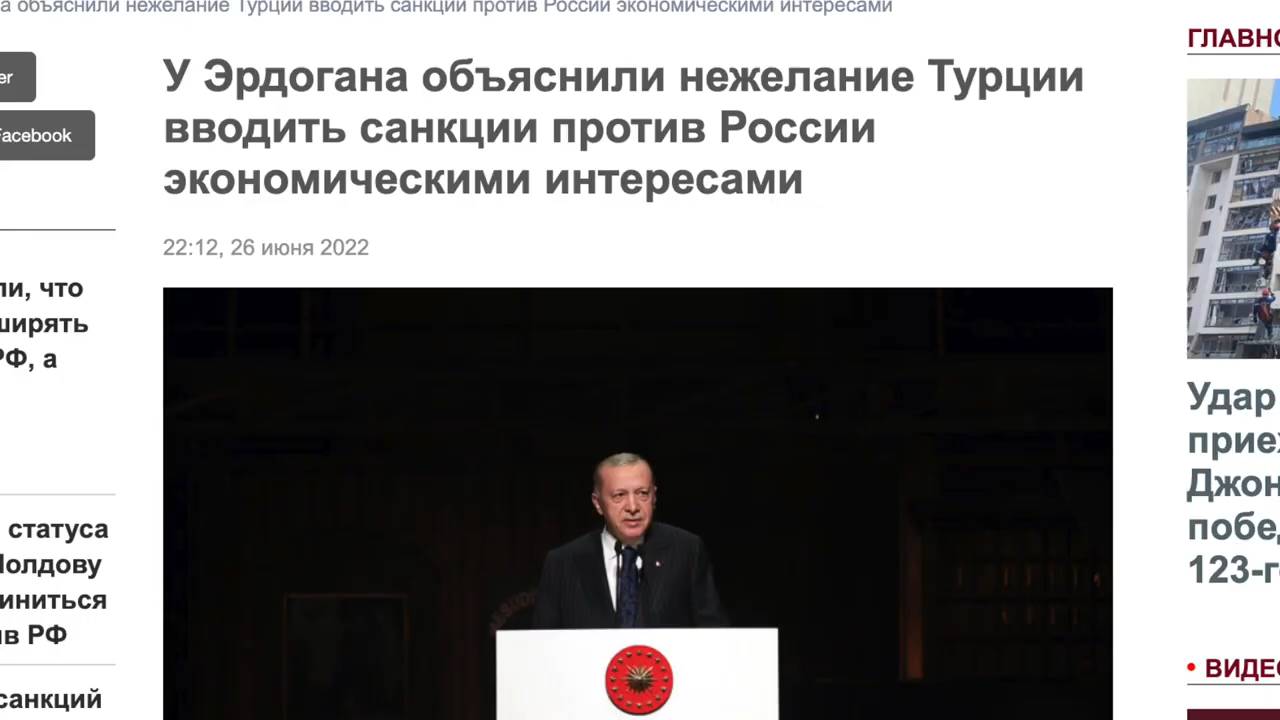 а объяснили нежелание Турции вводить санкции против России экономическими интересами
er
Facebook
ли, что
ширять
РФ, а
статуса
Молдову
иниться
ив РФ
санкций
У Эрдогана объяснили нежелание Турции
вводить санкции против России
экономическими интересами
22:12, 26 июня 2022
ГЛАВНО
Удар
приех
Джон
побед
123-г
ВИДЕО